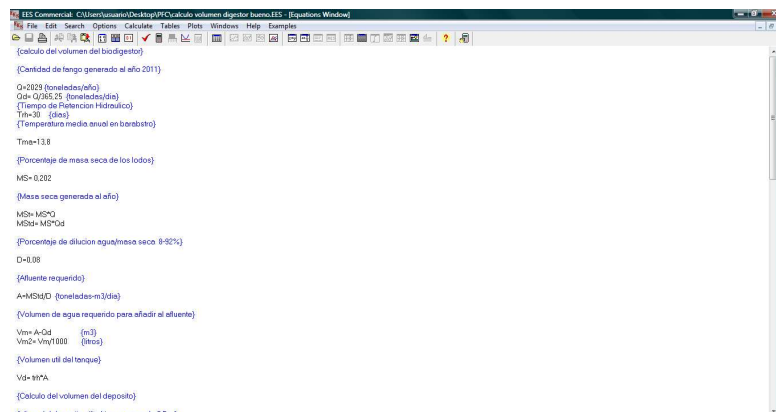 EES Commercial: C:\Users\usuario\Desktop\PFC\calculo volumen digestor bueno.EES - [Equations Window]
File Edit Search Options Calculate Tables Plots Windows Help Examples
{calculo del volumen del biodigestor}
{Cantidad de fango generado al año 2011}
Q=2029 {toneladas/año}
Qd= Q/365,25 {toneladas/dia}
{Tiempo de Retencion Hidraulico}
Trh=30 {dias}
{Temperatura media anual en barabstro}
Tma=13,8
{Porcentaje de masa seca de los lodos}
MS= 0,202
{Masa seca generada al año}
MSt= MS*Q
MStd= MS*Qd
{Porcentaje de dilucion agua/masa seca 8-92%}
D=0,08
{Afluente requerido}
A=MStd/D {toneladas-m3/dia}
{Volumen de agua requerido para añadir al afluente}
Vm= A-Qd {m3}
Vm2= Vm/1000 {litros}
{Volumen util del tanque}
Vd= trh*A
{Calculo del volumen del deposito}